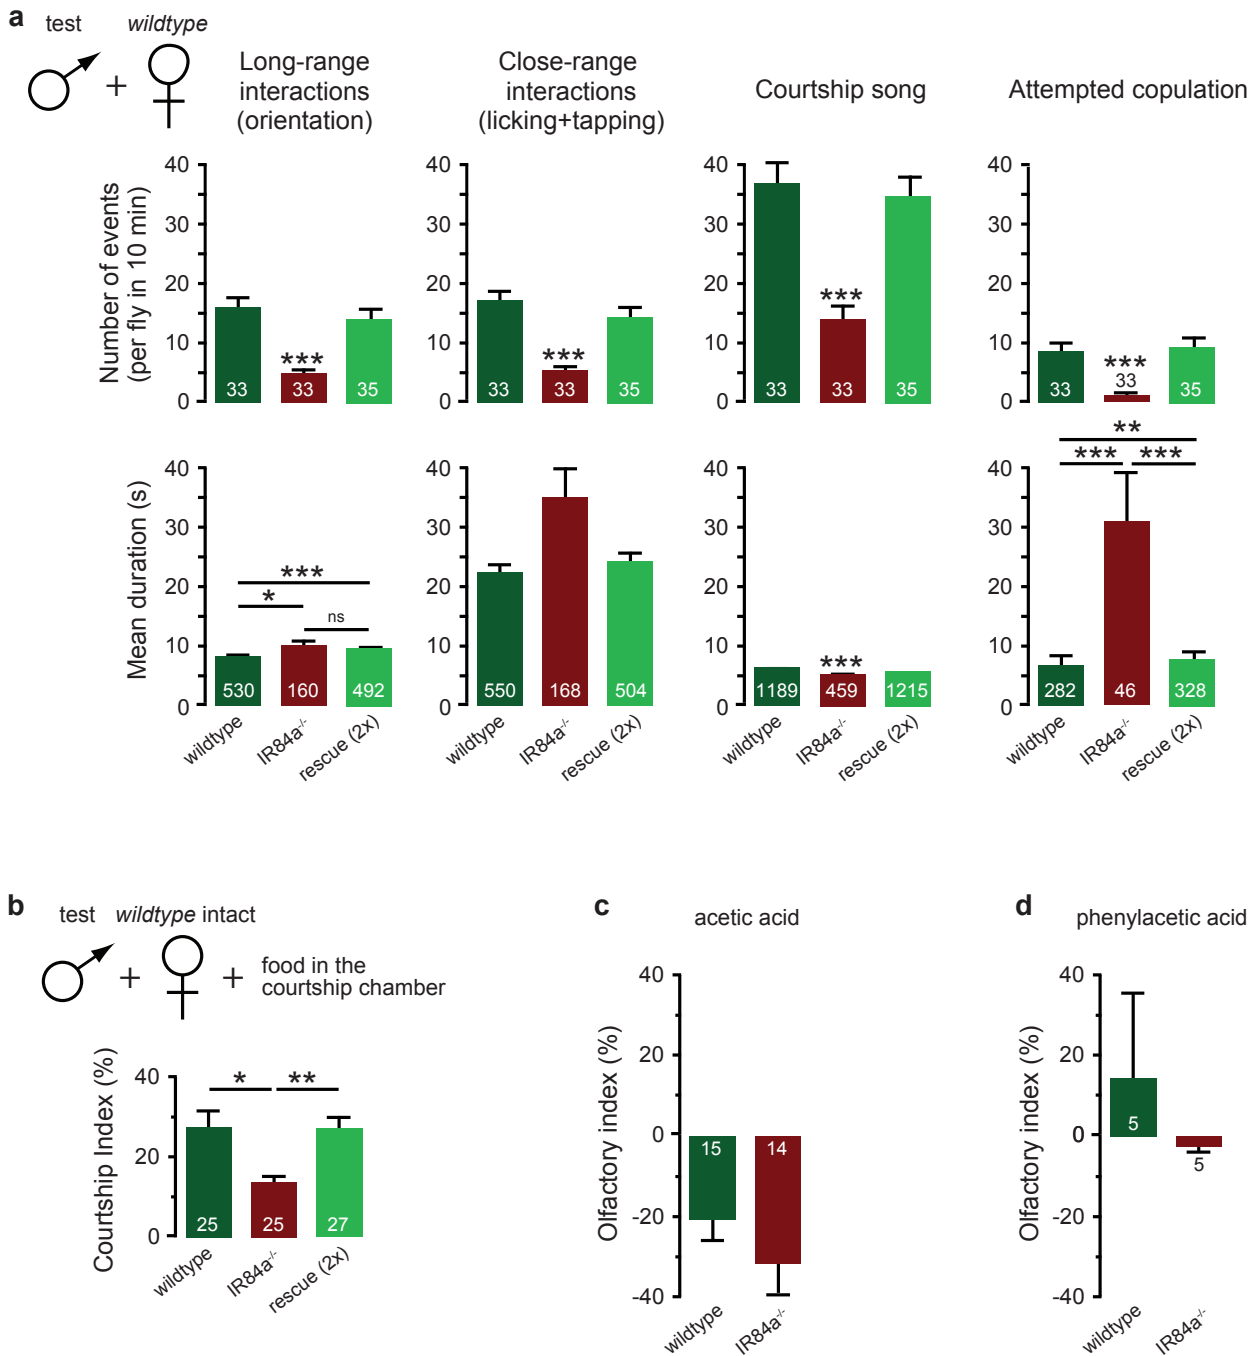 a
test
wildtype
+
Long-range
interactions
(orientation)
Close-range
interactions
(licking+tapping)
Courtship song
Attempted copulation
Number of events
(per fly in 10 min)
40
30
20
10
0
33
***
33
35
40
30
20
10
0
33
***
33
35
40
30
20
10
0
33
***
33
35
40
30
20
10
0
33
***
33
35
Mean duration (s)
40
30
20
10
0
***
*
ns
530
160
492
wildtype
IR84a-/-
rescue (2x)
40
30
20
10
0
550
168
504
wildtype
IR84a-/-
rescue (2x)
40
30
20
10
0
***
1189
459
1215
wildtype
IR84a-/-
rescue (2x)
40
30
20
10
0
**
***
***
282
46
328
wildtype
IR84a-/-
rescue (2x)
b
test
wildtype intact
+
+
food in the
courtship chamber
Courtship Index (%)
40
20
0
*
**
25
25
27
wildtype
IR84a-/-
rescue (2x)
c
acetic acid
Olfactory index (%)
40
20
0
-20
-40
15
14
wildtype
IR84a-/-
d
phenylacetic acid
Olfactory index (%)
40
20
0
-20
-40
5
5
wildtype
IR84a-/-